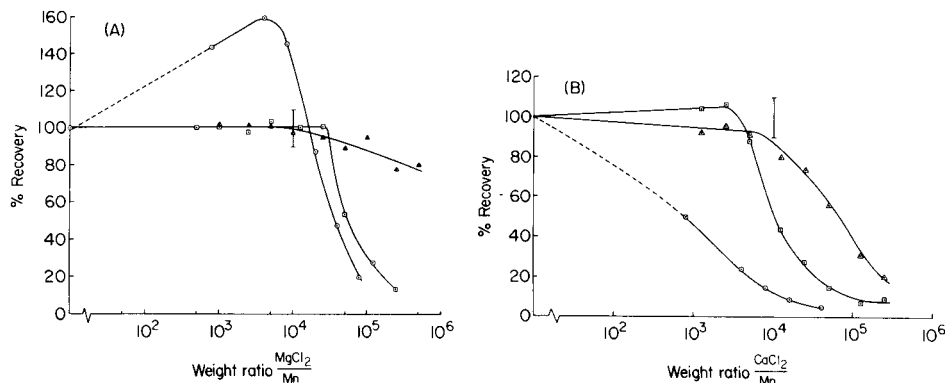 (A)
160
140
120
100
80
60
40
20
0
% Recovery
10² 10³ 10⁴ 10⁵ 10⁶
Weight ratio MgCl₂
Mn
(B)
120
100
80
60
40
20
0
% Recovery
10² 10³ 10⁴ 10⁵ 10⁶
Weight ratio CaCl₂
Mn